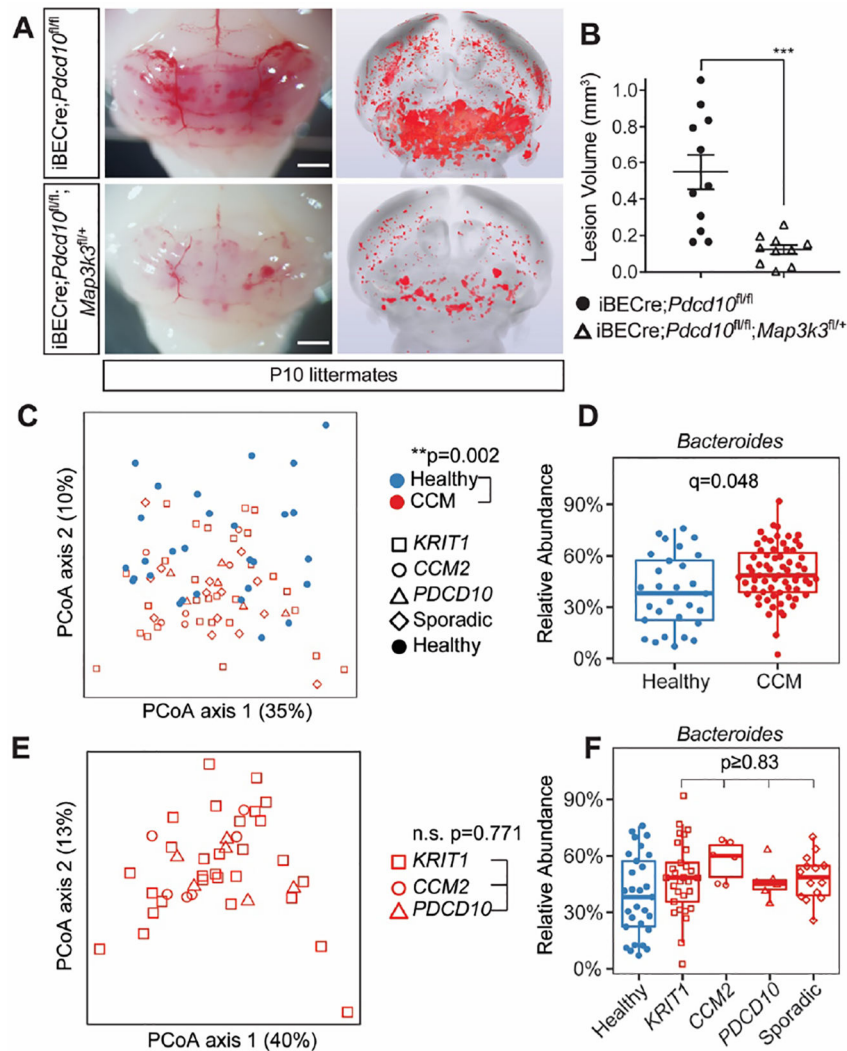 A
iBECre;Pdcd10fl/fl
iBECre;Pdcd10fl/fl;
Map3k3fl/+
P10 littermates
B
***
Lesion Volume (mm3)
1.0
0.8
0.6
0.4
0.2
0.0
iBECre;Pdcd10fl/fl
iBECre;Pdcd10fl/fl;Map3k3fl/+
C
PCoA axis 2 (10%)
PCoA axis 1 (35%)
**p=0.002
Healthy
CCM
KRIT1
CCM2
PDCD10
Sporadic
Healthy
D
Bacteroides
q=0.048
Relative Abundance
90%
60%
30%
0%
Healthy
CCM
E
PCoA axis 2 (13%)
PCoA axis 1 (40%)
n.s. p=0.771
KRIT1
CCM2
PDCD10
F
Bacteroides
p≥0.83
Relative Abundance
90%
60%
30%
0%
Healthy
KRIT1
CCM2
PDCD10
Sporadic